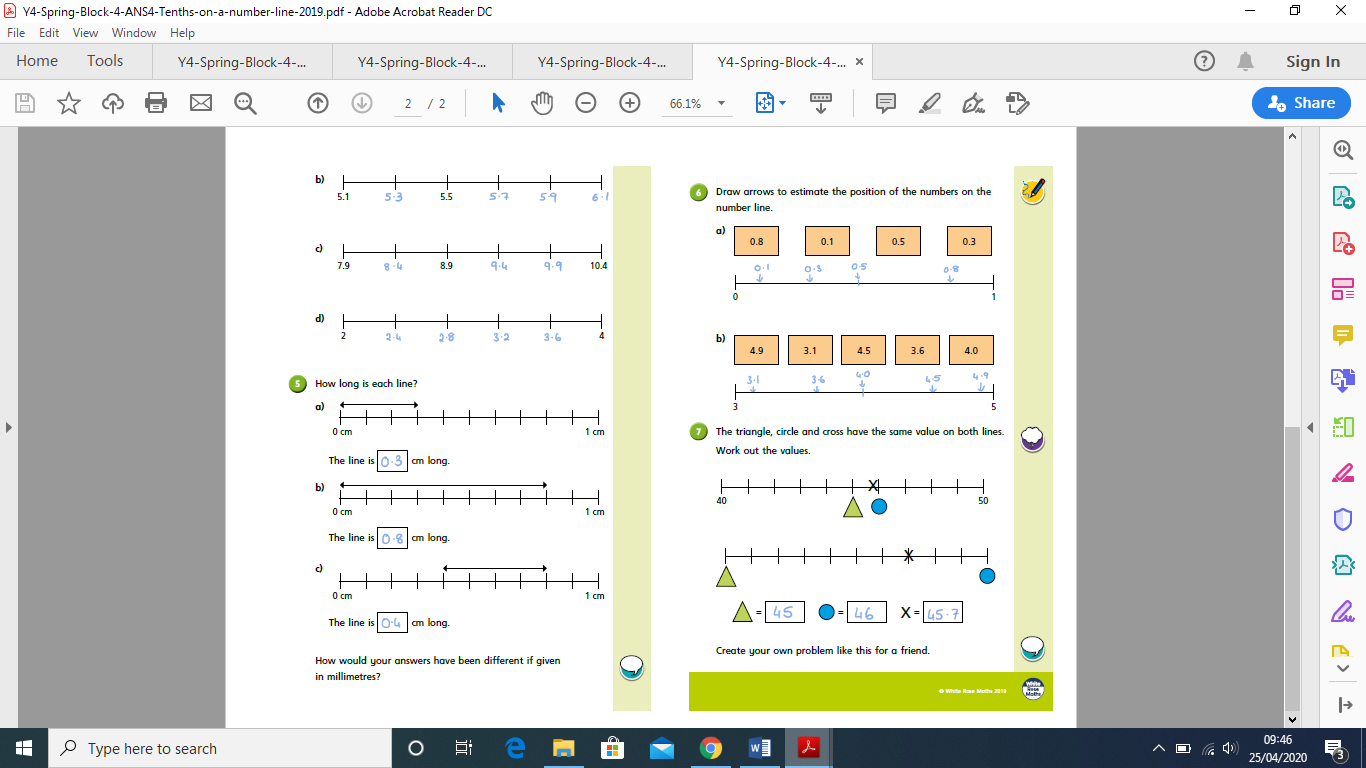 Y4-Spring-Block-4-ANS4-Tenths-on-a-number-line-2019.pdf - Adobe Acrobat Reader DC
File Edit View Window Help
Home Tools Y4-Spring-Block-4-... Y4-Spring-Block-4-... Y4-Spring-Block-4-... Y4-Spring-Block-4-... ×
2 / 2 66.1% Share
? Sign In
b)
5.1 5.3 5.5 5.7 5.9 6.1
c)
7.9 8.4 8.9 9.4 9.9 10.4
d)
2 2.4 2.8 3.2 3.6 4
5 How long is each line?
a)
0 cm 1 cm
The line is 0.3 cm long.
b)
0 cm 1 cm
The line is 0.8 cm long.
c)
0 cm 1 cm
The line is 0.4 cm long.
How would your answers have been different if given
in millimetres?
6 Draw arrows to estimate the position of the numbers on the
number line.
a) 0.8 0.1 0.5 0.3
0.1 0.3 0.5 0.8
0 1
b) 4.9 3.1 4.5 3.6 4.0
3.1 3.6 4.0 4.5 4.9
3 5
7 The triangle, circle and cross have the same value on both lines.
Work out the values.
X
40 50
X
= 45 = 46 X = 45.7
Create your own problem like this for a friend.
© White Rose Maths 2019
White Rose Maths
Type here to search
09:46
25/04/2020
3